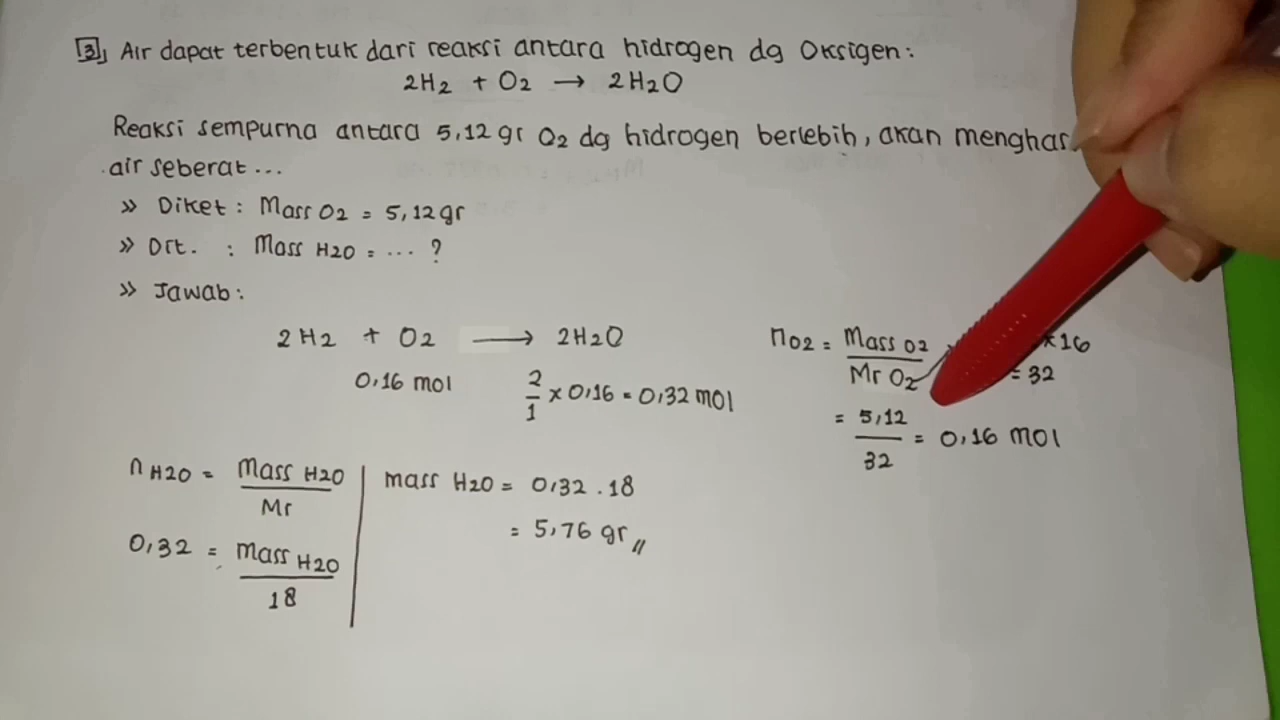 3, Air dapat terbentuk dari reaksi antara hidrogen dg Oksigen:
2H2 + O2 → 2H2O
Reaksi sempurna antara 5,12 gr O2 dg hidrogen berlebih, akan menghas
air seberat...
>> Diket : Mass O2 = 5,12 gr
>> Dit. : Mass H2O = ... ?
>> Jawab:
2H2 + O2 → 2H2O
0,16 mol 2/1 x 0,16 = 0,32 mol
nO2 = Mass O2 / Mr O2
x 16
= 32
= 5,12 / 32 = 0,16 mol
n H2O = Mass H2O / Mr
0,32 = Mass H2O / 18
mass H2O = 0,32 . 18
= 5,76 gr //